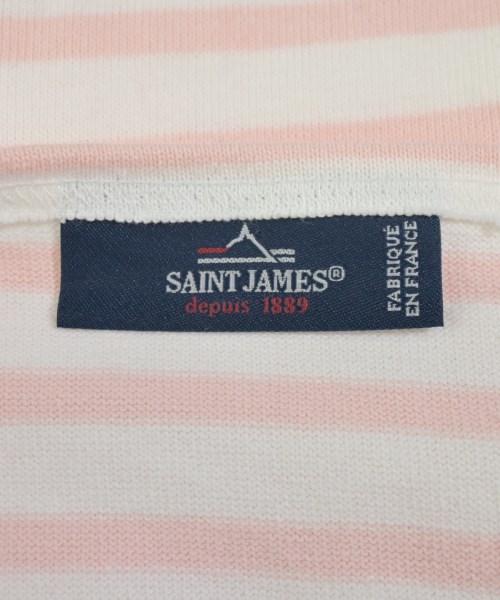 SAINT JAMES®
depuis 1889
FABRIQUÉ
EN FRANCE